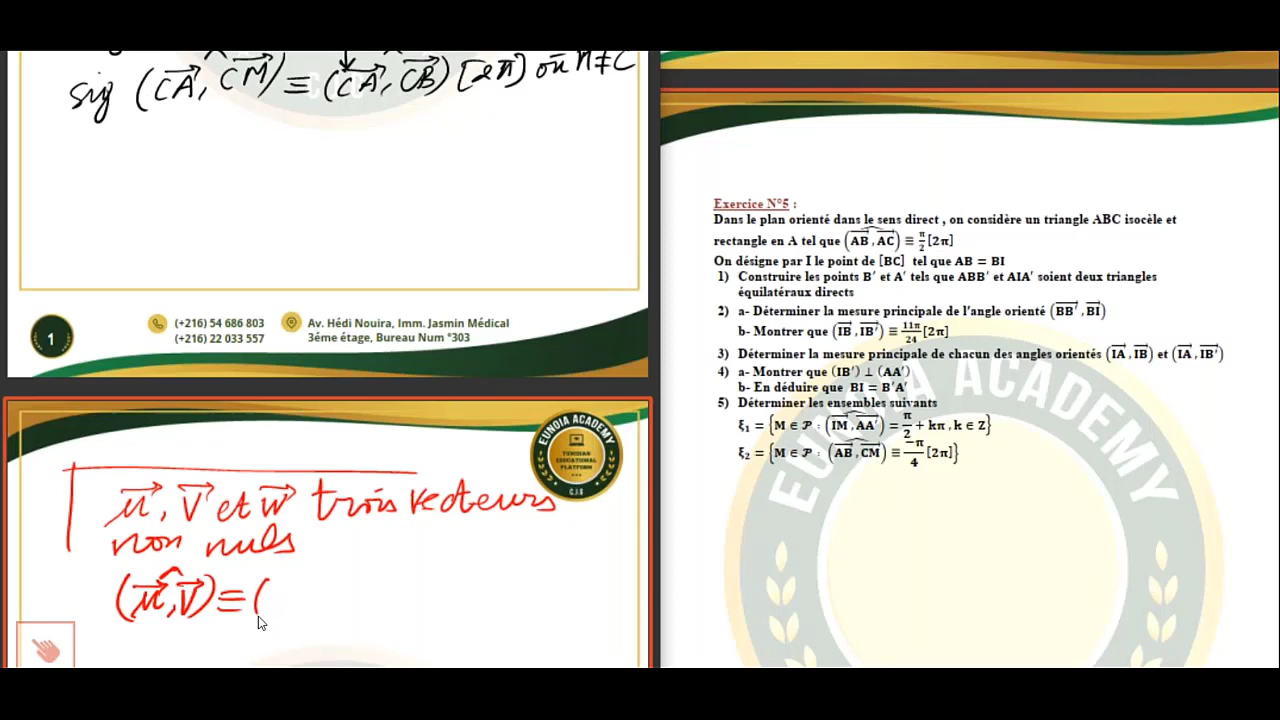 sig (CA, CM) ≡ (CA, CB) [2π] ou M≠C
1
(+216) 54 686 803
(+216) 22 033 557
Av. Hédi Nouira, Imm. Jasmin Médical
3éme étage, Bureau Num °303
EUNOIA ACADEMY
TUNISIAN
EDUCATIONAL
PLATFORM
C.I.S
u, v et w trois vecteurs
non nuls
(u, v) ≡ (
Exercice N°5 :
Dans le plan orienté dans le sens direct , on considère un triangle ABC isocèle et
rectangle en A tel que (AB , AC) ≡ π/2 [2π]
On désigne par I le point de [BC] tel que AB = BI
1) Construire les points B′ et A′ tels que ABB′ et AIA′ soient deux triangles
équilatéraux directs
2) a- Déterminer la mesure principale de l'angle orienté (BB′ , BI)
b- Montrer que (IB , IB′) ≡ 11π/24 [2π]
3) Déterminer la mesure principale de chacun des angles orientés (IA , IB) et (IA , IB′)
4) a- Montrer que (IB′) ⊥ (AA′)
b- En déduire que BI = B′A′
5) Déterminer les ensembles suivants
ξ₁ = {M ∈ 𝒫 : (IM , AA′) = π/2 + kπ , k ∈ Z}
ξ₂ = {M ∈ 𝒫 : (AB , CM) ≡ −π/4 [2π]}
EUNOIA ACADEMY